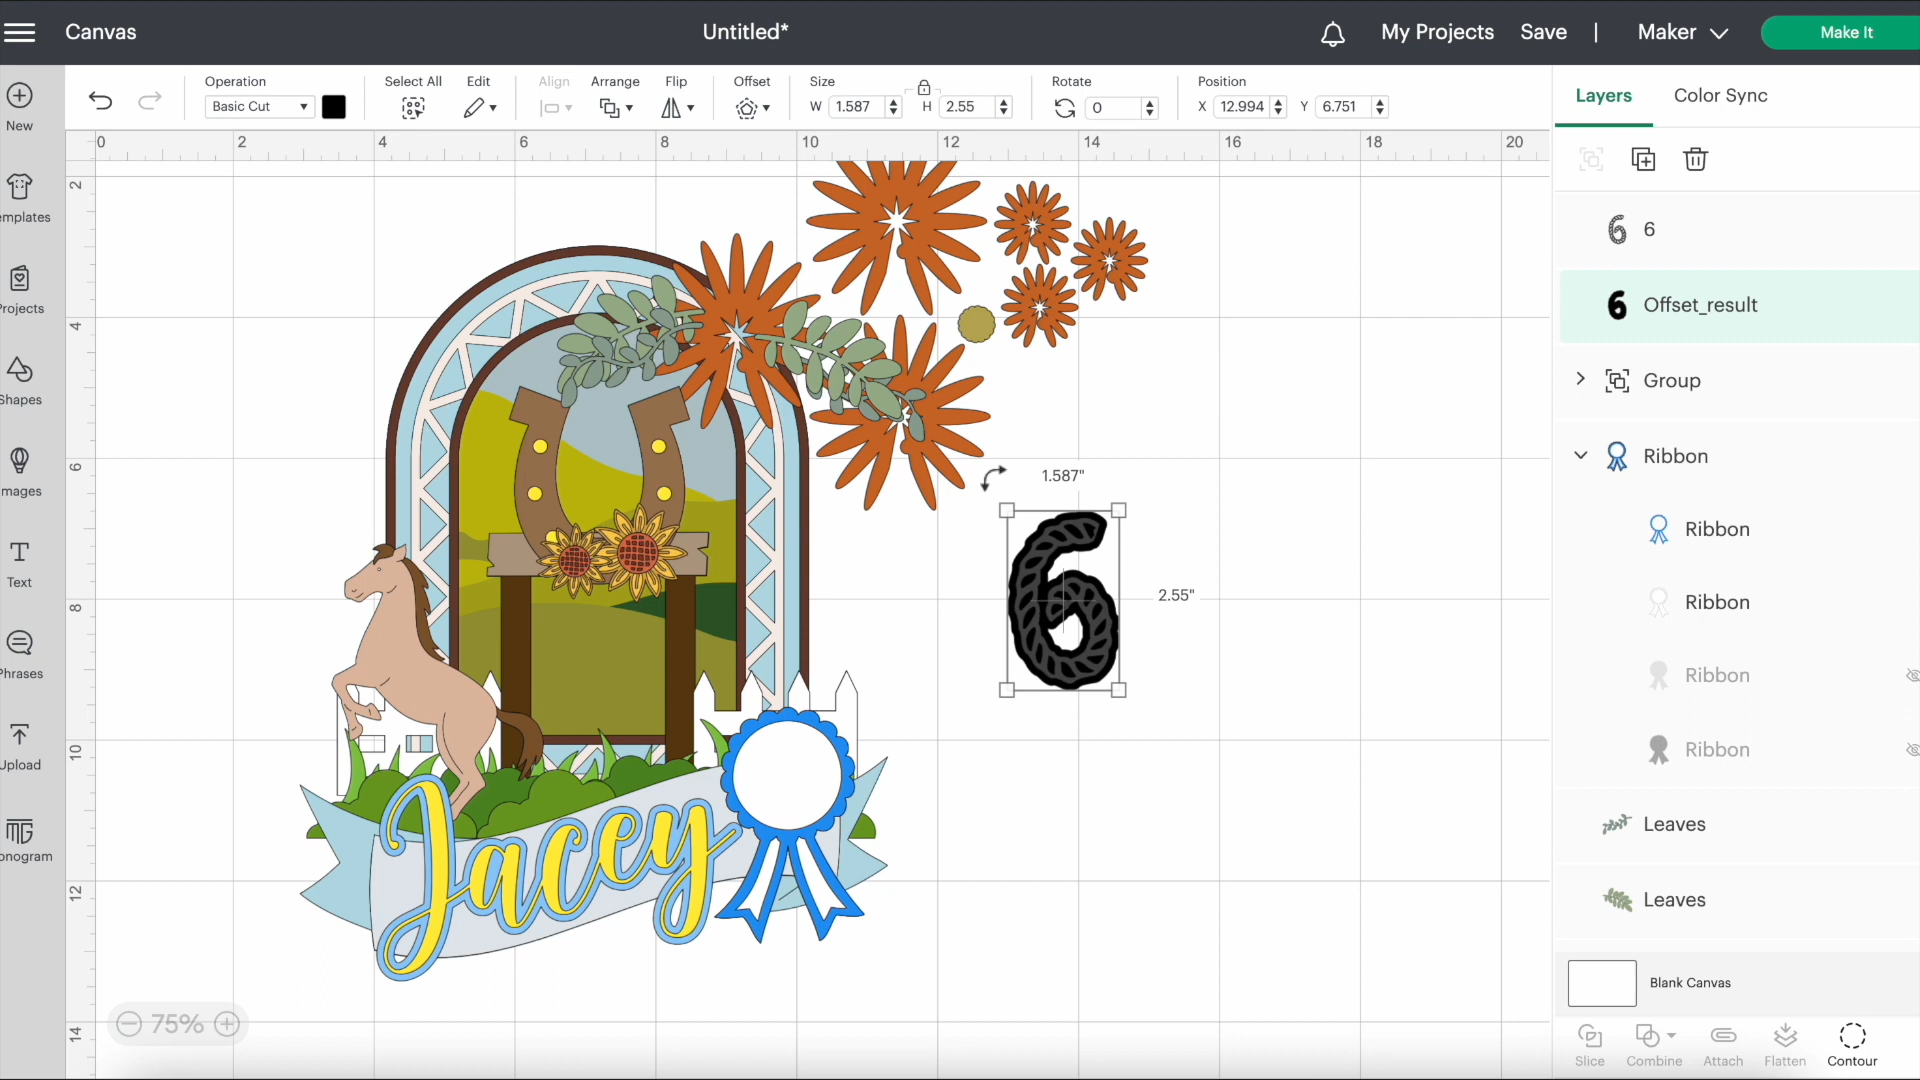 Canvas
Untitled*
My Projects
Save
|
Maker
Make It
New
emplates
rojects
Shapes
mages
Text
Phrases
Upload
onogram
Operation
Basic Cut
Select All
Edit
Align
Arrange
Flip
Offset
Size
W 1.587
H 2.55
Rotate
0
Position
X 12.994
Y 6.751
0 2 4 6 8 10 12 14 16 18 20
2
4
6
8
10
12
14
1.587"
2.55"
6
Jacey
75%
Layers
Color Sync
6
Offset_result
Group
Ribbon
Ribbon
Ribbon
Ribbon
Ribbon
Leaves
Leaves
Blank Canvas
Slice
Combine
Attach
Flatten
Contour